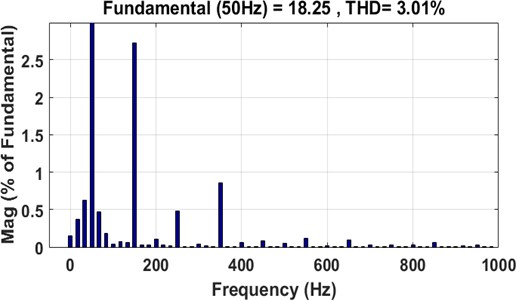 Fundamental (50Hz) = 18.25 , THD= 3.01%
Mag (% of Fundamental)
2.5
2
1.5
1
0.5
0
0 200 400 600 800 1000
Frequency (Hz)